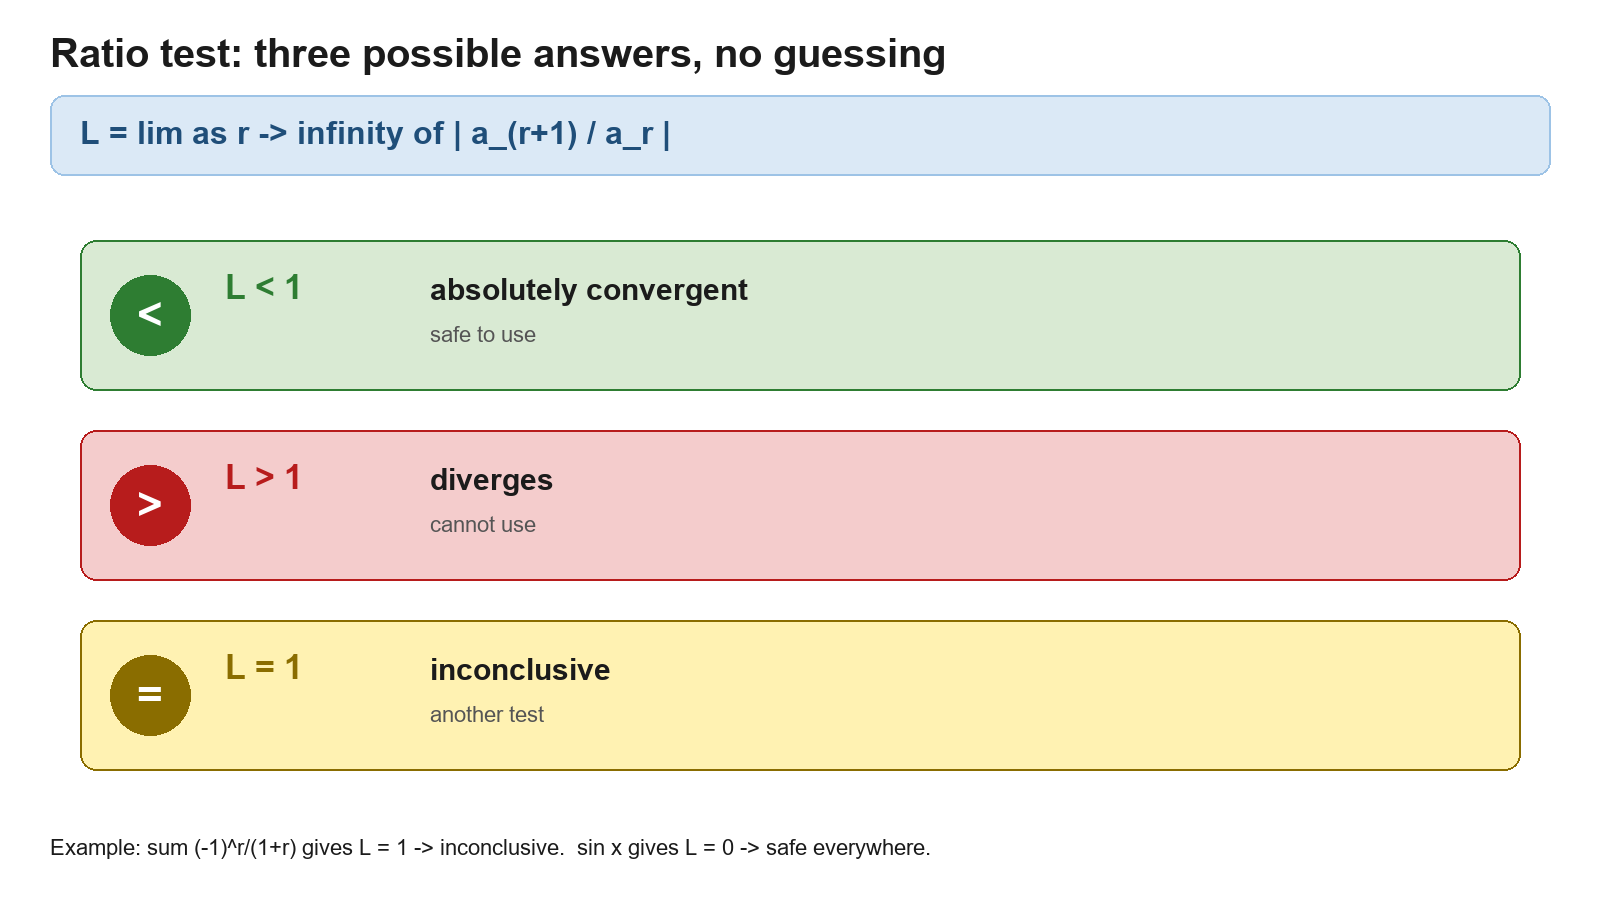 Ratio test: three possible answers, no guessing
L = lim as r -> infinity of | a_(r+1) / a_r |
<
L < 1
absolutely convergent
safe to use
>
L > 1
diverges
cannot use
=
L = 1
inconclusive
another test
Example: sum (-1)^r/(1+r) gives L = 1 -> inconclusive.  sin x gives L = 0 -> safe everywhere.